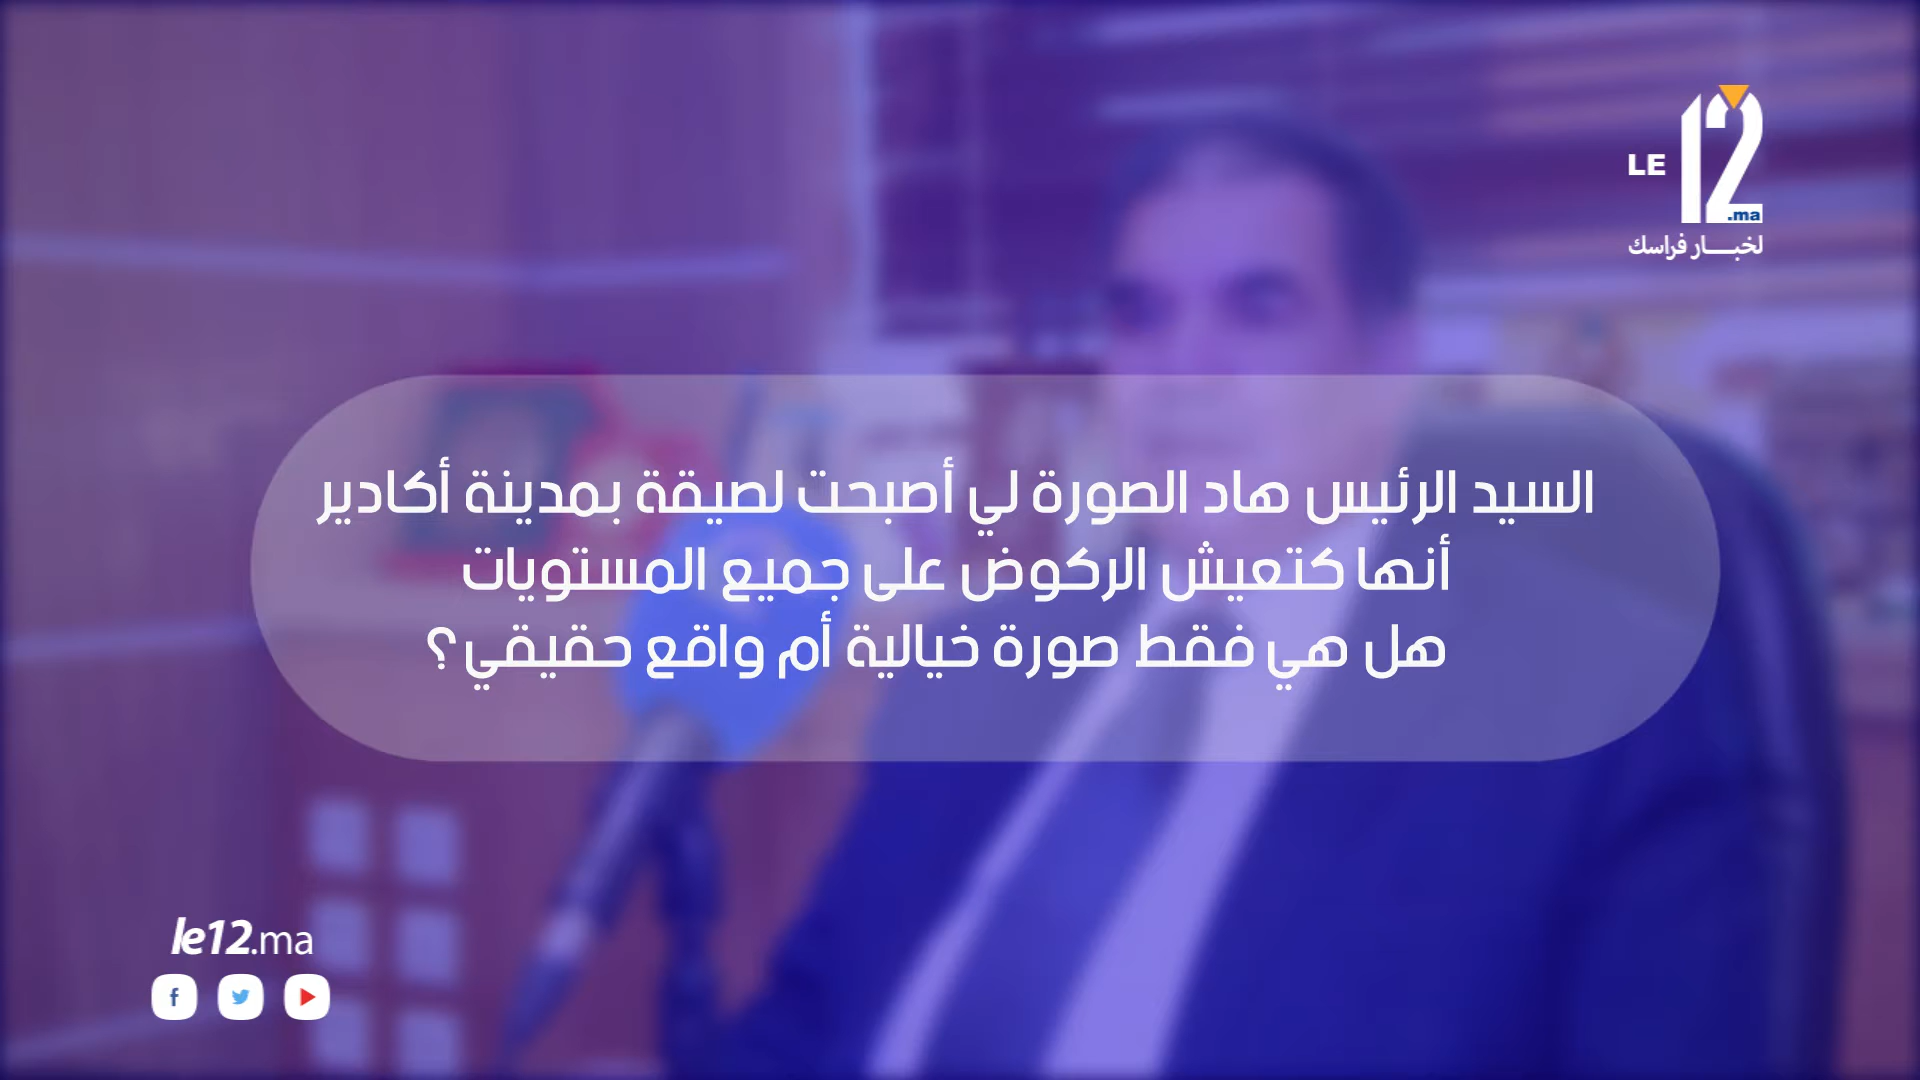 LE 12
.ma
لخبار فراسك
السيد الرئيس هاد الصورة لي أصبحت لصيقة بمدينة أكادير
أنها كتعيش الركوض على جميع المستويات
هل هي فقط صورة خيالية أم واقع حقيقي؟
le12.ma